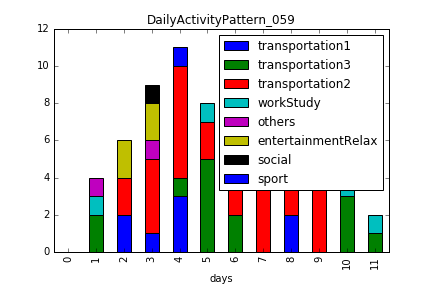 DailyActivityPattern_059
12
10
8
6
4
2
0
transportation1
transportation3
transportation2
workStudy
others
entertainmentRelax
social
sport
0 1 2 3 4 5 6 7 8 9 10 11
days